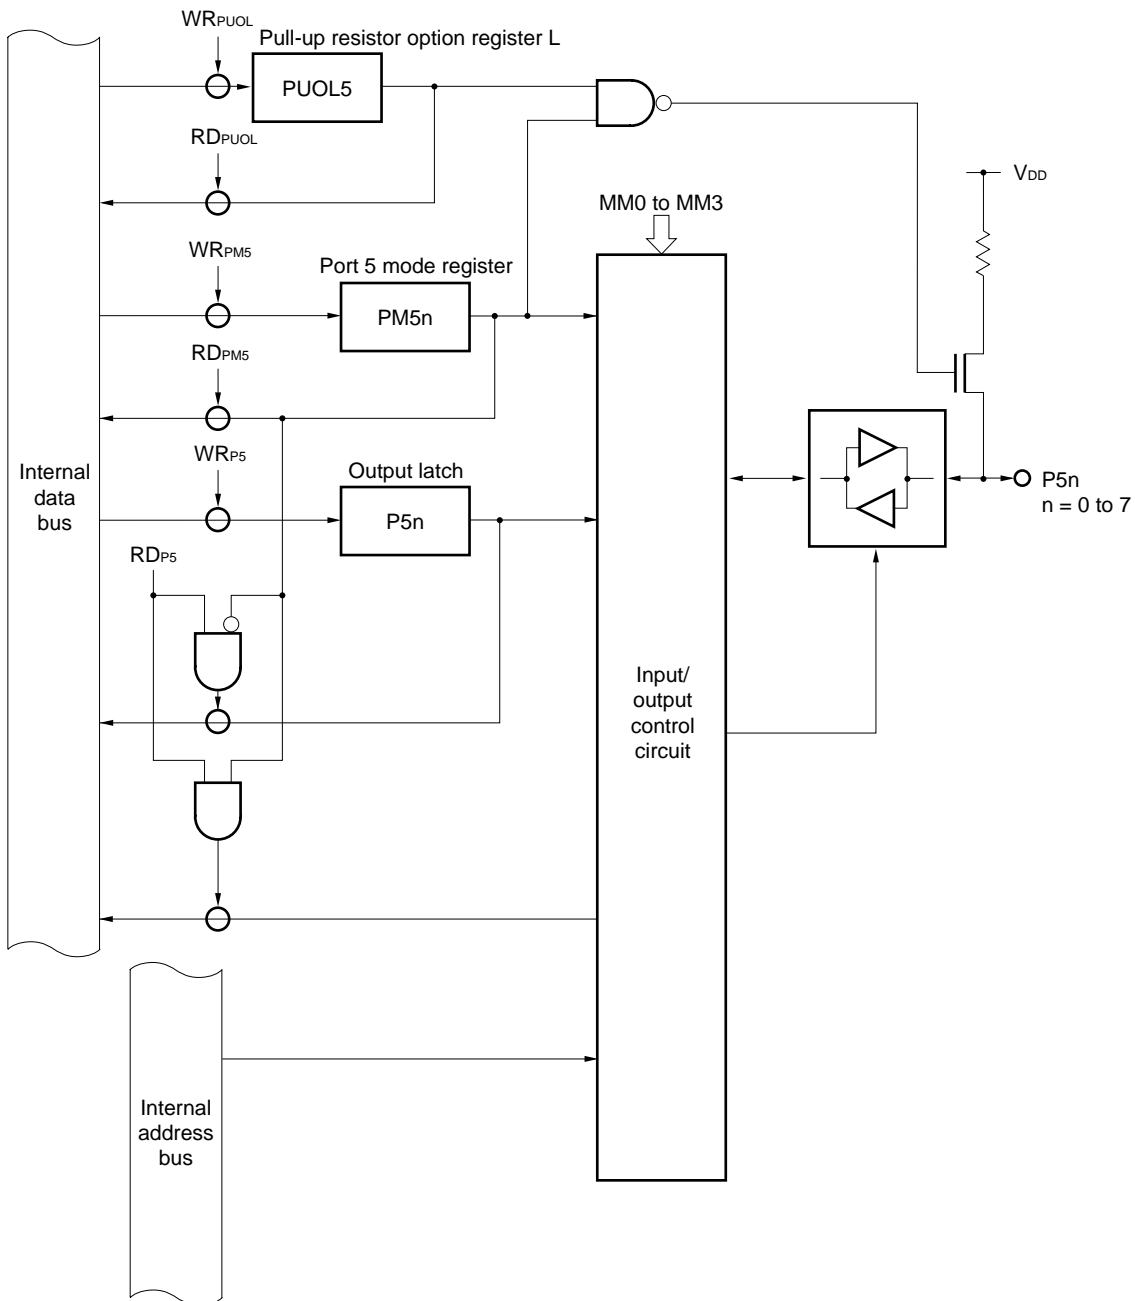 WRPUOL
Pull-up resistor option register L
PUOL5
RDPUOL
VDD
MM0 to MM3
WRPM5
Port 5 mode register
PM5n
RDPM5
Internal
data
bus
WRP5
Output latch
P5n
P5n
n = 0 to 7
RDP5
Input/
output
control
circuit
Internal
address
bus